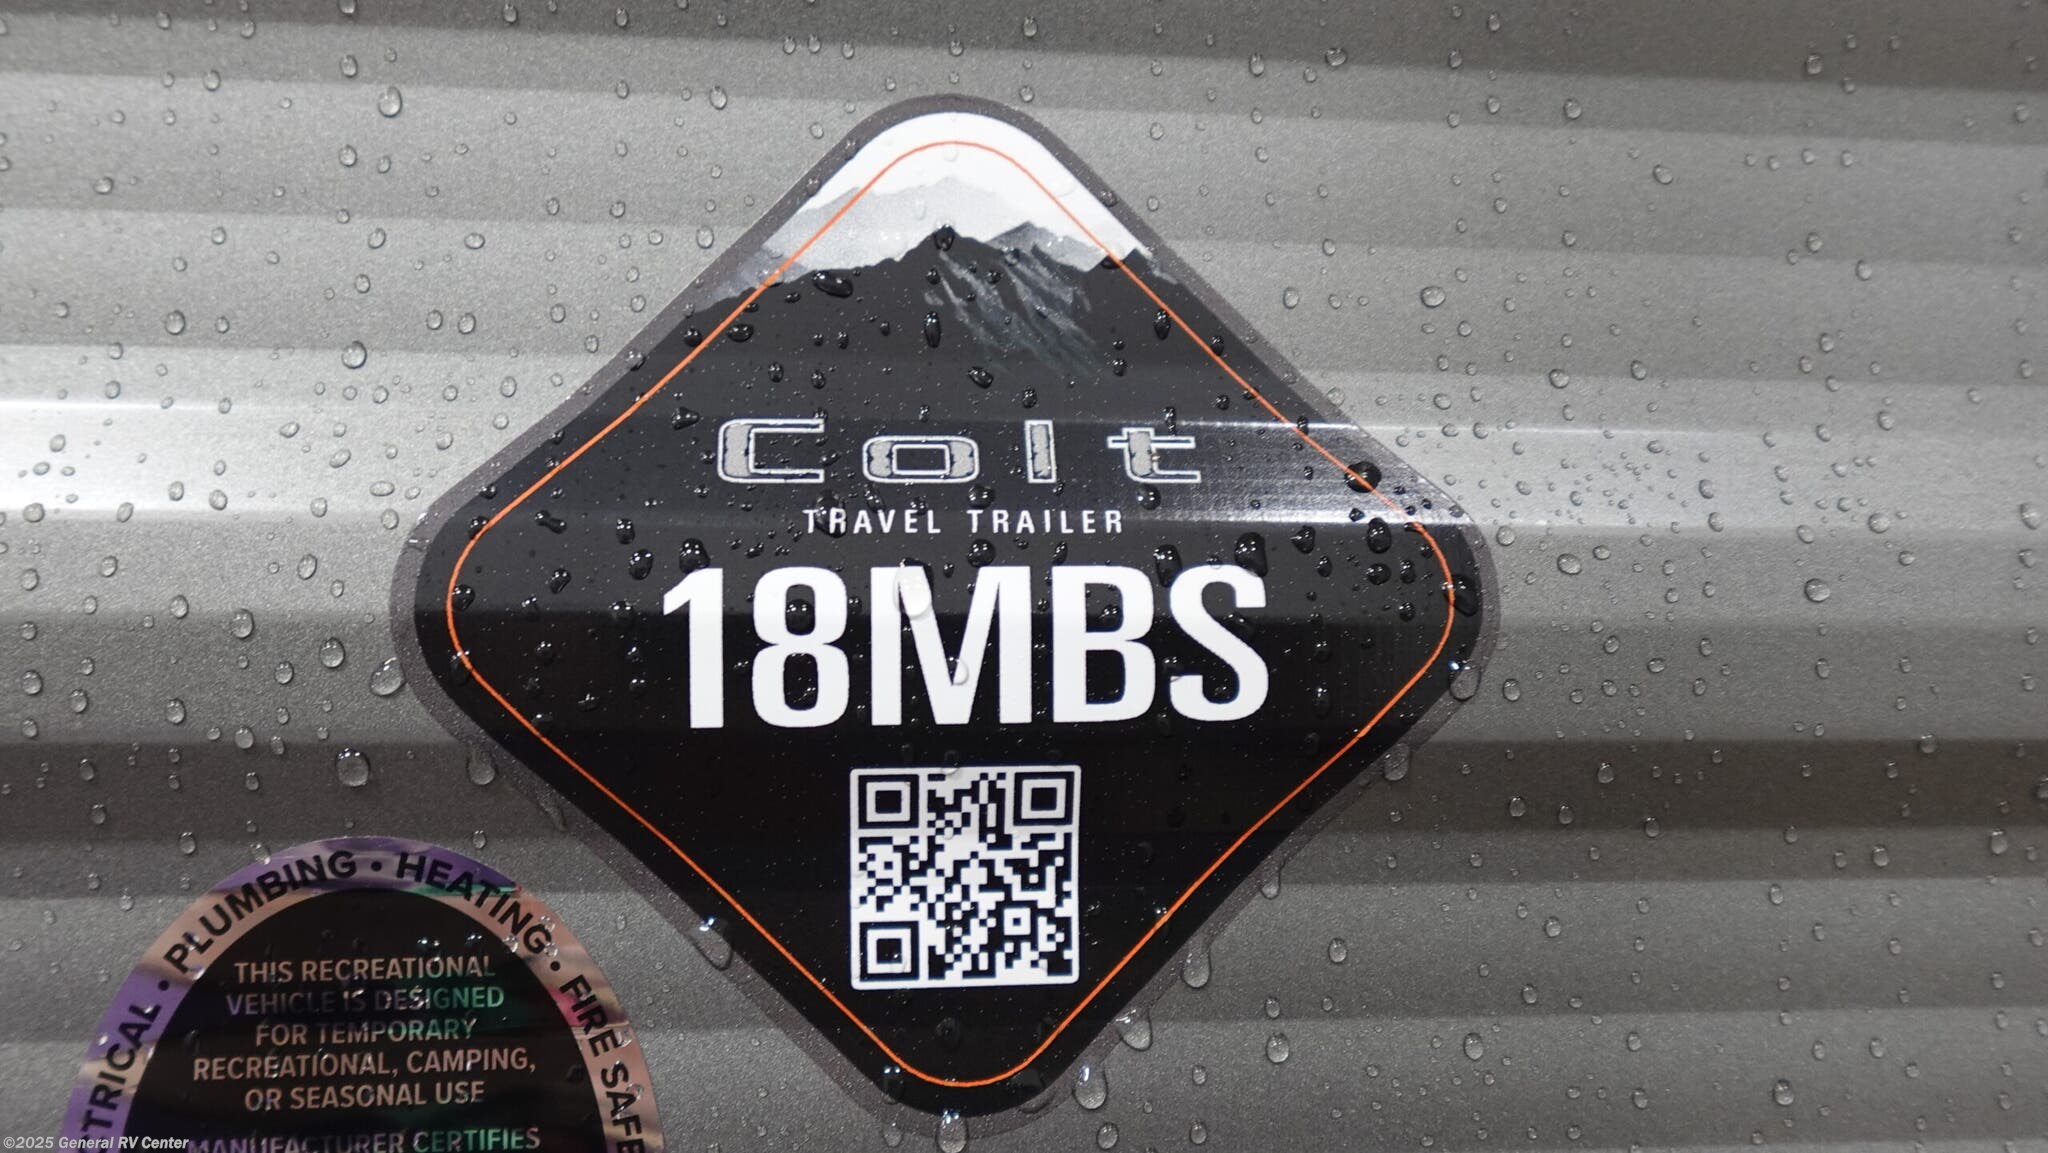 Colt
TRAVEL TRAILER
18MBS
ELECTRICAL • PLUMBING • HEATING • FIRE SAFE
THIS RECREATIONAL
VEHICLE IS DESIGNED
FOR TEMPORARY
RECREATIONAL, CAMPING,
OR SEASONAL USE
MANUFACTURER CERTIFIES
©2025 General RV Center